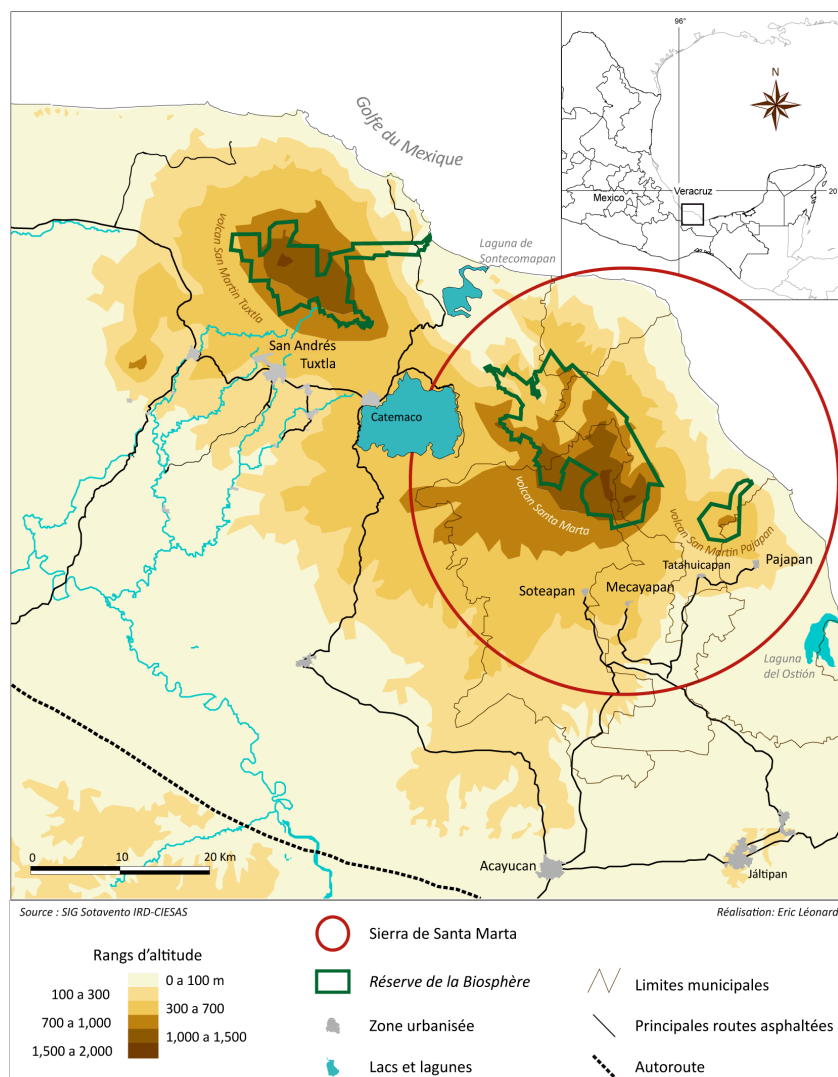 96°
N
20°
Mexico
Veracruz
Golfe du Mexique
Laguna de
Sontecomapan
volcan San Martin Tuxtla
San Andrés
Tuxtla
Catemaco
volcan Santa Marta
volcan San Martin Pajapan
Tatahuicapan
Pajapan
Soteapan
Mecayapan
Laguna
del Ostión
0 10 20 Km
Acayucan
Jáltipan
Source : SIG Sotavento IRD-CIESAS
Réalisation: Eric Léonard
Rangs d'altitude
0 a 100 m
100 a 300
300 a 700
700 a 1,000
1,000 a 1,500
1,500 a 2,000
Sierra de Santa Marta
Réserve de la Biosphère
Zone urbanisée
Lacs et lagunes
Limites municipales
Principales routes asphaltées
Autoroute